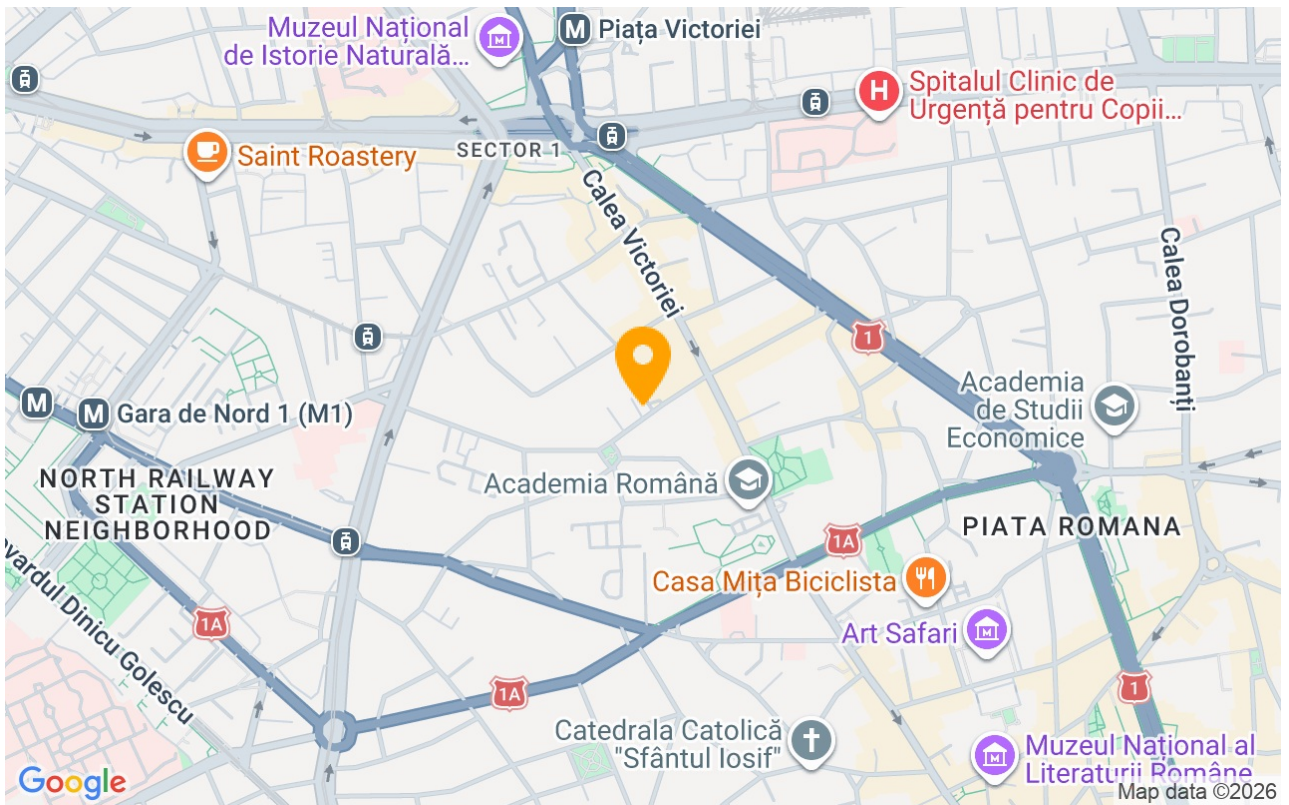 Muzeul Național
de Istorie Naturală...
M
Piața Victoriei
H
Spitalul Clinic de
Urgență pentru Copii...
Saint Roastery
SECTOR 1
Calea Victoriei
Calea Dorobanți
1
Academia
de Studii
Economice
M
M
Gara de Nord 1 (M1)
NORTH RAILWAY
STATION
NEIGHBORHOOD
Academia Română
PIATA ROMANA
1A
Casa Mița Biciclista
ovardul Dinicu Golescu
1A
Art Safari
M
1A
1
Catedrala Catolică
"Sfântul Iosif"
Muzeul Național al
Literaturii Române
Google
Map data ©2026